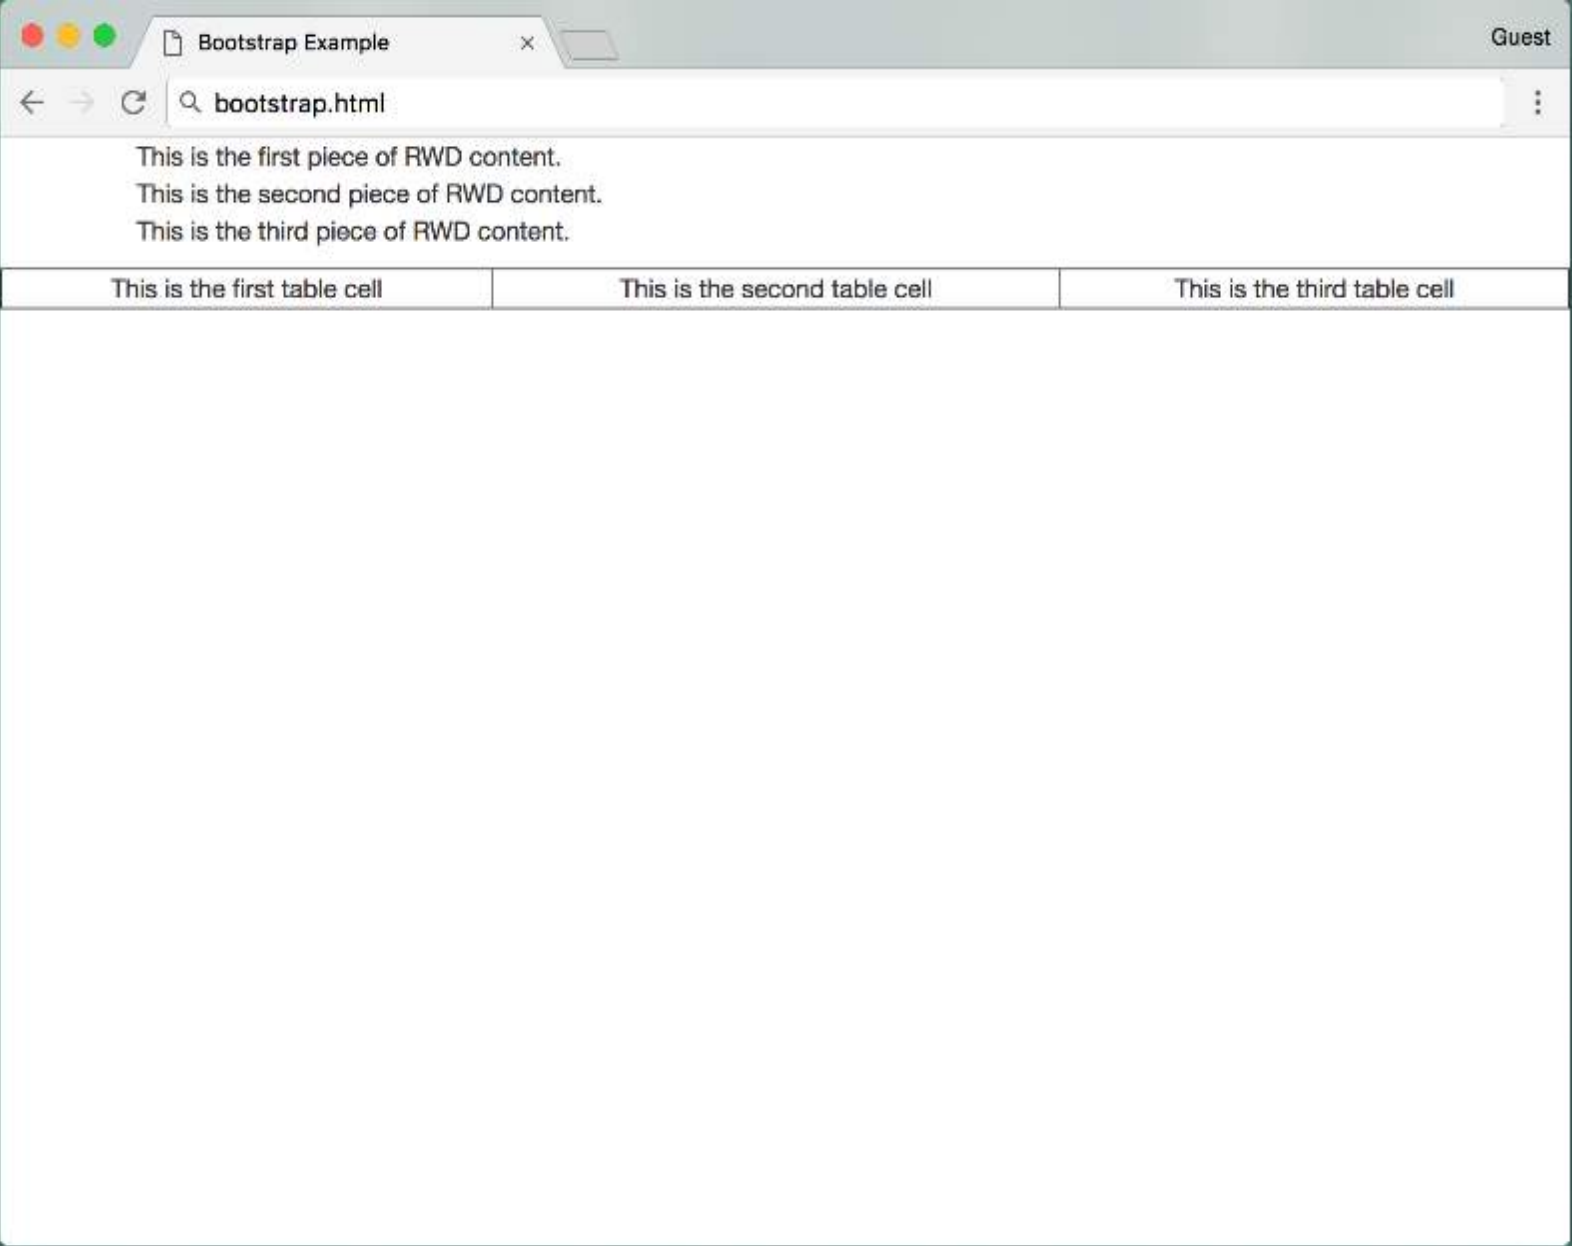 Bootstrap Example
Guest
bootstrap.html
This is the first piece of RWD content.
This is the second piece of RWD content.
This is the third piece of RWD content.
This is the first table cell This is the second table cell This is the third table cell